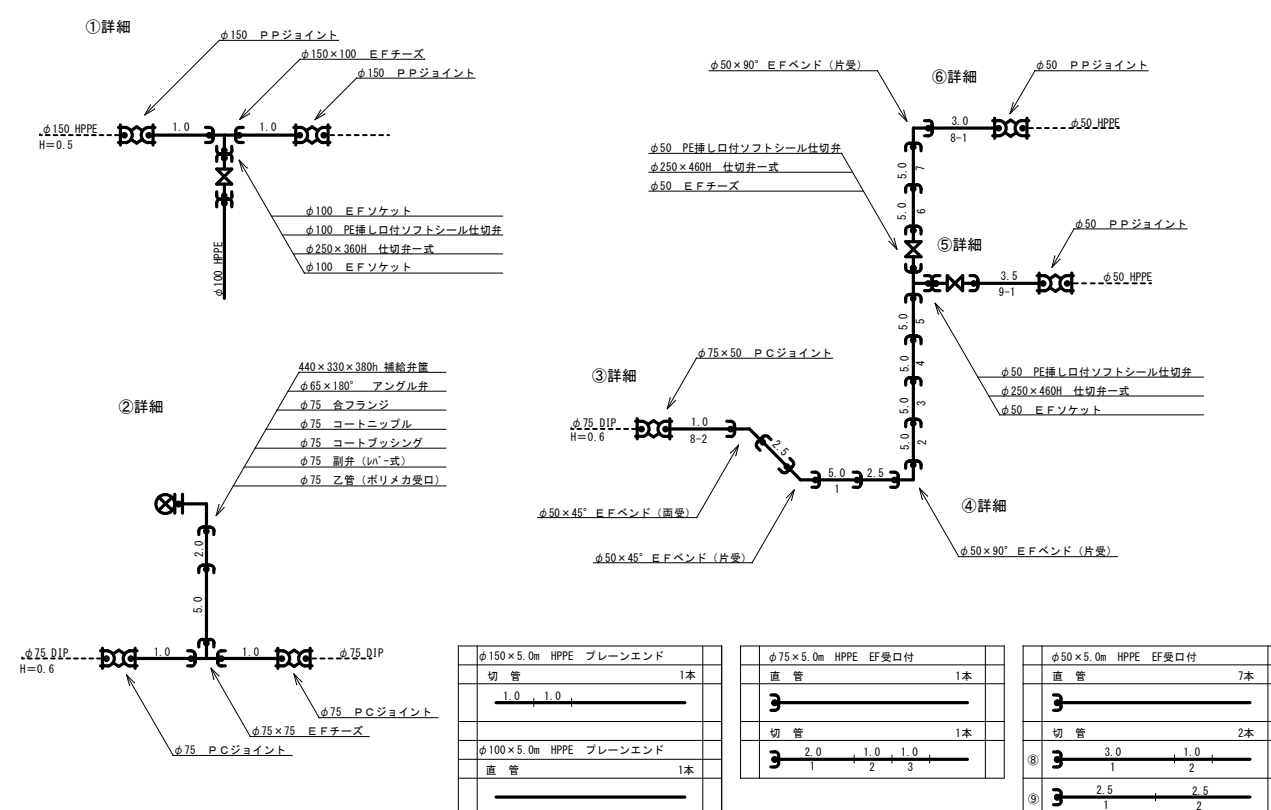 ①詳細
φ150 PPジョイント
φ150×100 EFチーズ
φ150 PPジョイント
φ150 HPPE
H=0.5
1.0
1.0
φ100 EFソケット
φ100 PE挿し口付ソフトシール仕切弁
φ250×360H 仕切弁一式
φ100 EFソケット
φ100 HPPE
②詳細
440×330×380h 補給弁筐
φ65×180° アングル弁
φ75 合フランジ
φ75 コートニップル
φ75 コートブッシング
φ75 副弁(レバー式)
φ75 乙管(ポリメカ受口)
2.0
5.0
φ75 DIP
H=0.6
1.0
1.0
φ75 DIP
φ75 PCジョイント
φ75×75 EFチーズ
φ75 PCジョイント
φ50×90° EFベンド(片受)
⑥詳細
φ50 PPジョイント
3.0
8-1
φ50 HPPE
φ50 PE挿し口付ソフトシール仕切弁
φ250×460H 仕切弁一式
φ50 EFチーズ
5.0
7
5.0
6
⑤詳細
φ50 PPジョイント
3.5
9-1
φ50 HPPE
5.0
5
5.0
4
5.0
3
5.0
2
φ50 PE挿し口付ソフトシール仕切弁
φ250×460H 仕切弁一式
φ50 EFソケット
③詳細
φ75×50 PCジョイント
φ75 DIP
H=0.6
1.0
8-2
2.5
5.0
1
2.5
④詳細
φ50×45° EFベンド(両受)
φ50×45° EFベンド(片受)
φ50×90° EFベンド(片受)
φ150×5.0m HPPE プレーンエンド
切 管 1本
1.0 1.0
φ100×5.0m HPPE プレーンエンド
直 管 1本
φ75×5.0m HPPE EF受口付
直 管 1本
切 管 1本
2.0 1.0 1.0
1 2 3
φ50×5.0m HPPE EF受口付
直 管 7本
切 管 2本
⑧ 3.0 1.0
1 2
⑨ 2.5 2.5
1 2